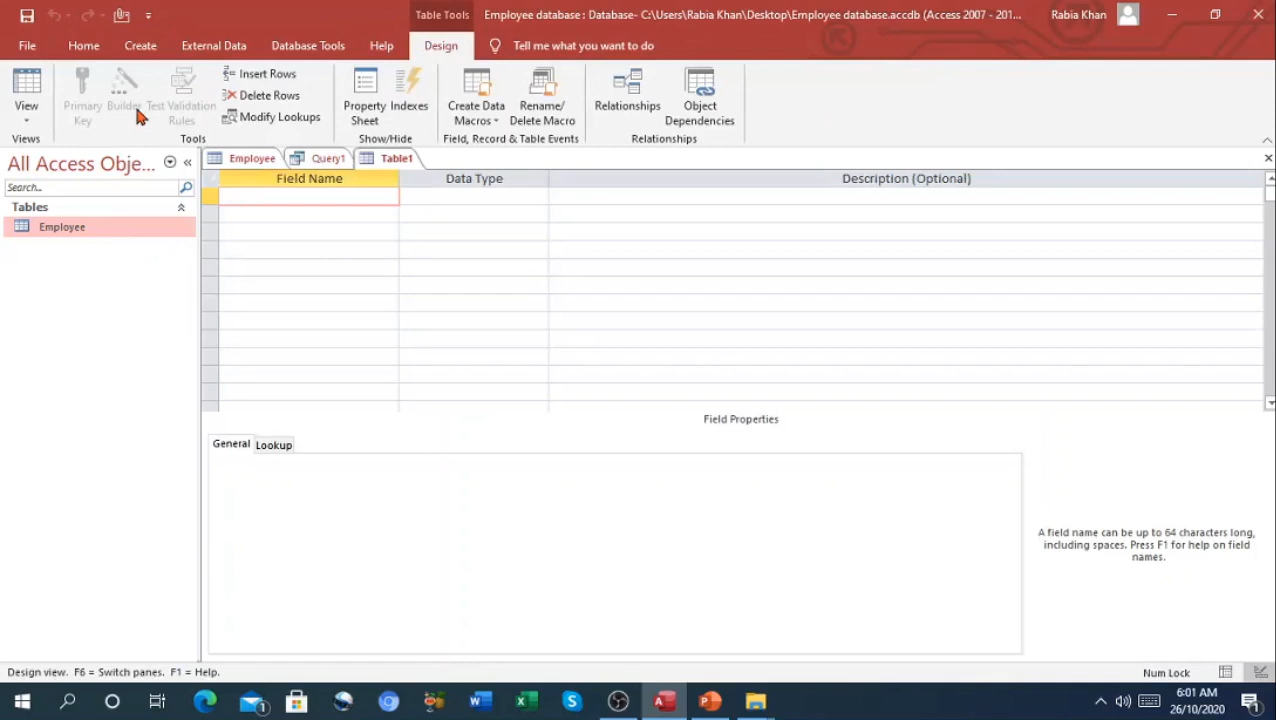 Table Tools
Employee database : Database- C:\Users\Rabia Khan\Desktop\Employee database.accdb (Access 2007 - 201...
Rabia Khan
File
Home
Create
External Data
Database Tools
Help
Design
Tell me what you want to do
View
Primary Key
Builder
Test Validation Rules
Insert Rows
Delete Rows
Modify Lookups
Property Sheet
Indexes
Create Data Macros
Rename/ Delete Macro
Relationships
Object Dependencies
Views
Tools
Show/Hide
Field, Record & Table Events
Relationships
All Access Obje...
Search...
Tables
Employee
Employee
Query1
Table1
Field Name
Data Type
Description (Optional)
Field Properties
General
Lookup
A field name can be up to 64 characters long,
including spaces. Press F1 for help on field
names.
Design view. F6 = Switch panes. F1 = Help.
Num Lock
6:01 AM
26/10/2020